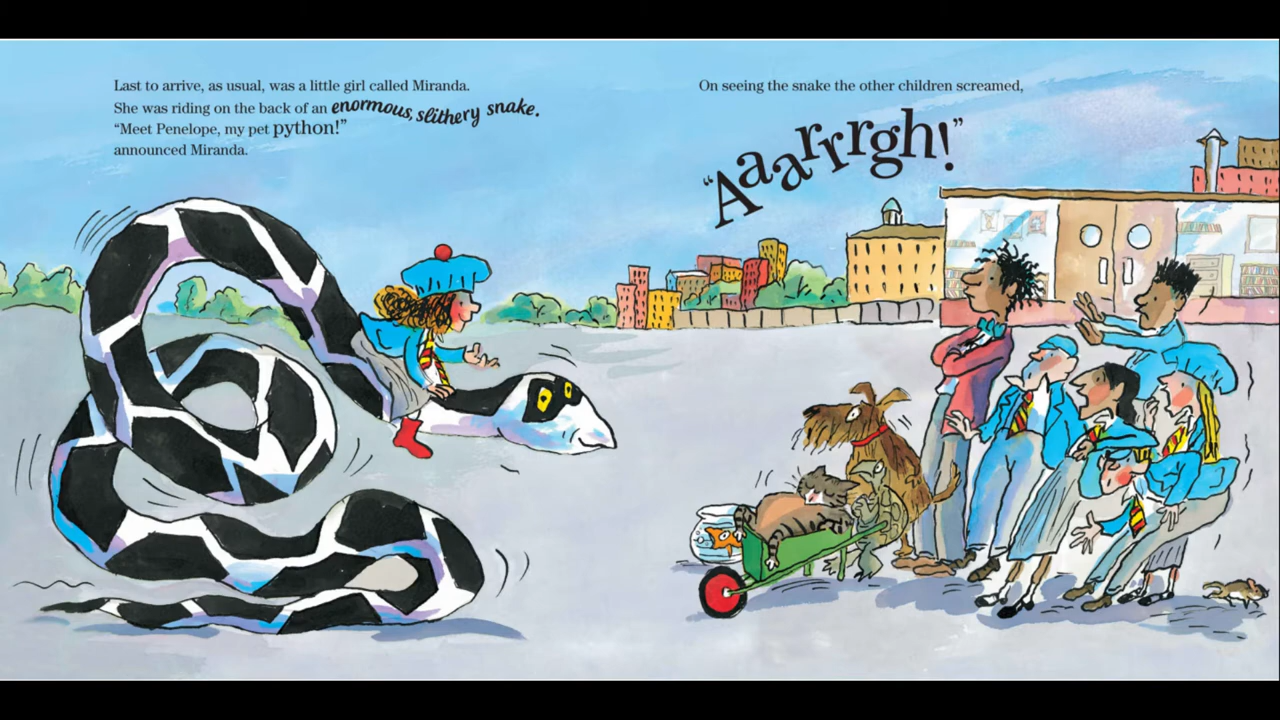 Last to arrive, as usual, was a little girl called Miranda.
She was riding on the back of an enormous, slithery snake.
“Meet Penelope, my pet python!”
announced Miranda.
On seeing the snake the other children screamed,
“Aaarrrgh!”